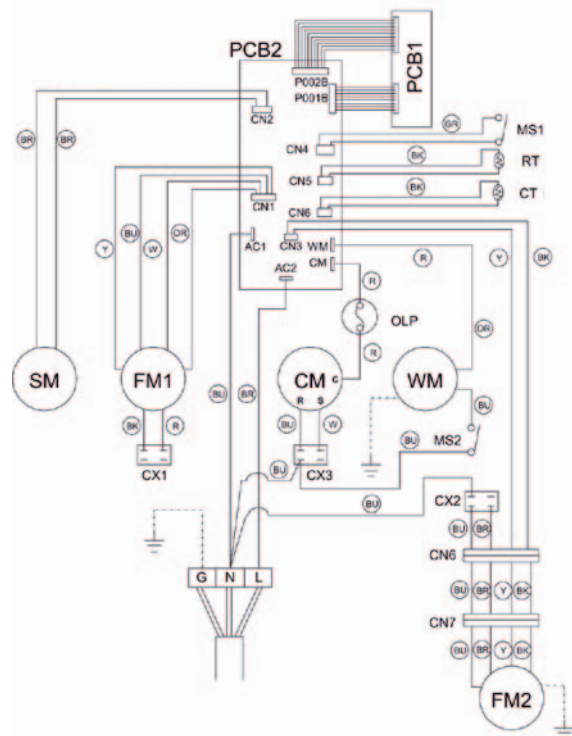 PCB2
P002B
PCB1
P001B
CN2
BR
BR
GR
MS1
CN4
BK
RT
CN5
BK
CT
CN6
CN1
Y
BU
W
OR
AC1
CN3
WM
CM
R
Y
BK
AC2
R
OLP
R
OR
SM
FM1
BU
BR
CM
C
R S
WM
BK
R
BU
W
BU
BU
MS2
CX1
BU
CX3
CX2
BU
BU
BR
CN6
G N L
BU
BR
Y
BK
CN7
BU
BR
Y
BK
FM2